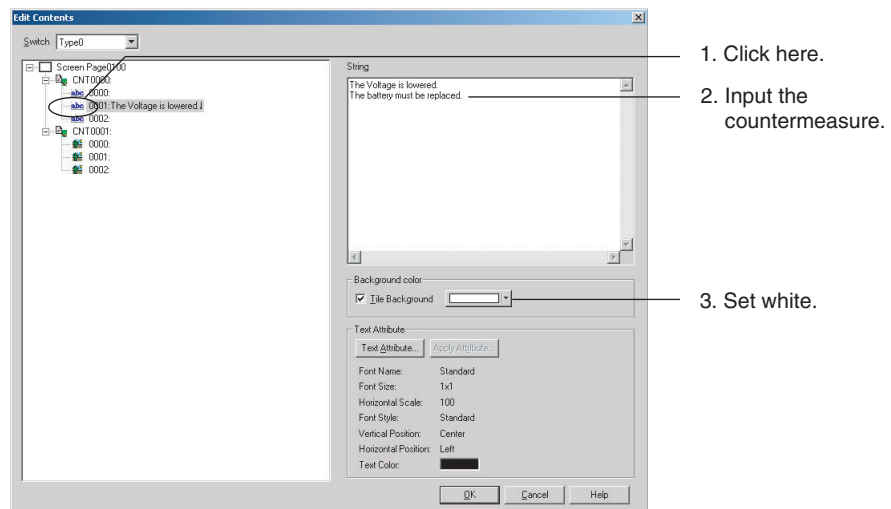 Edit Contents
Switch Type0
Screen Page0100
CNT0000:
abc 0000:
abc 0001:The Voltage is lowered.↓
abc 0002:
CNT0001:
0000:
0001:
0002:
String
The Voltage is lowered.
The battery must be replaced.
Background color
Tile Background
Text Attribute
Text Attribute... Apply Attribute...
Font Name: Standard
Font Size: 1x1
Horizontal Scale: 100
Font Style: Standard
Vertical Position: Center
Horizontal Position: Left
Text Color:
OK Cancel Help
1. Click here.
2. Input the
countermeasure.
3. Set white.